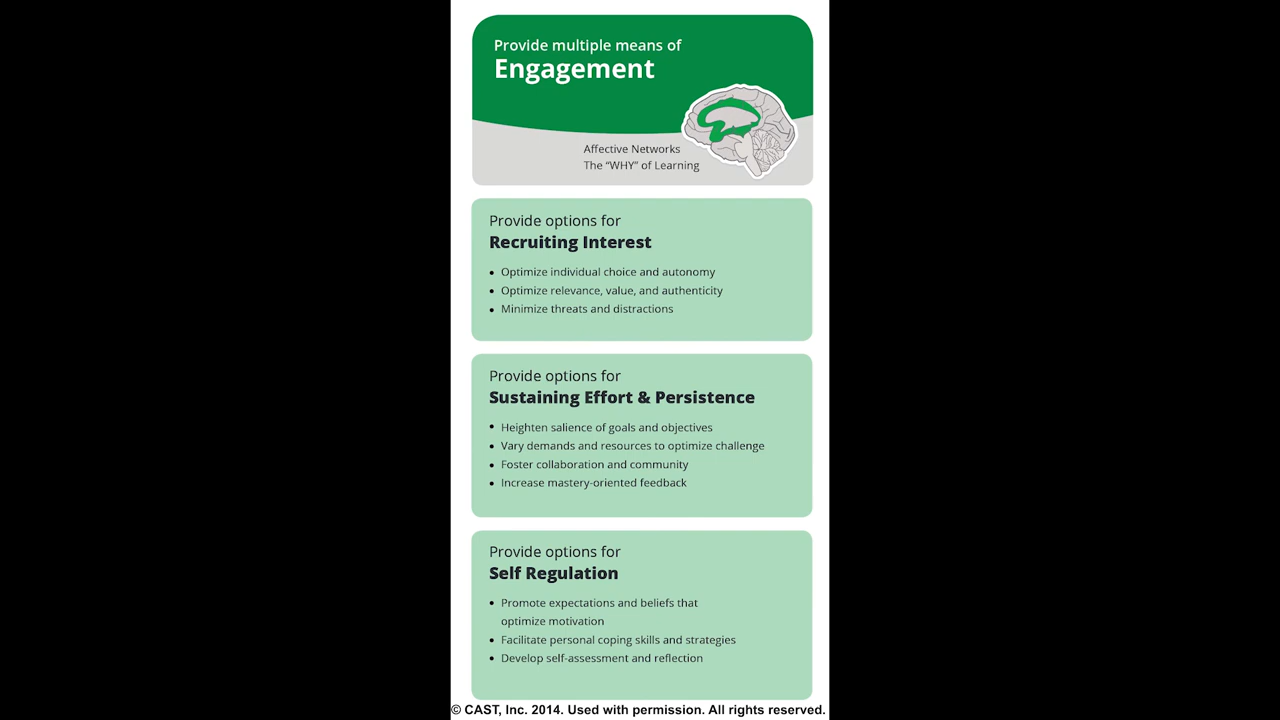 Provide multiple means of
Engagement
Affective Networks
The “WHY” of Learning
Provide options for
Recruiting Interest
• Optimize individual choice and autonomy
• Optimize relevance, value, and authenticity
• Minimize threats and distractions
Provide options for
Sustaining Effort & Persistence
• Heighten salience of goals and objectives
• Vary demands and resources to optimize challenge
• Foster collaboration and community
• Increase mastery-oriented feedback
Provide options for
Self Regulation
• Promote expectations and beliefs that
optimize motivation
• Facilitate personal coping skills and strategies
• Develop self-assessment and reflection
© CAST, Inc. 2014. Used with permission. All rights reserved.